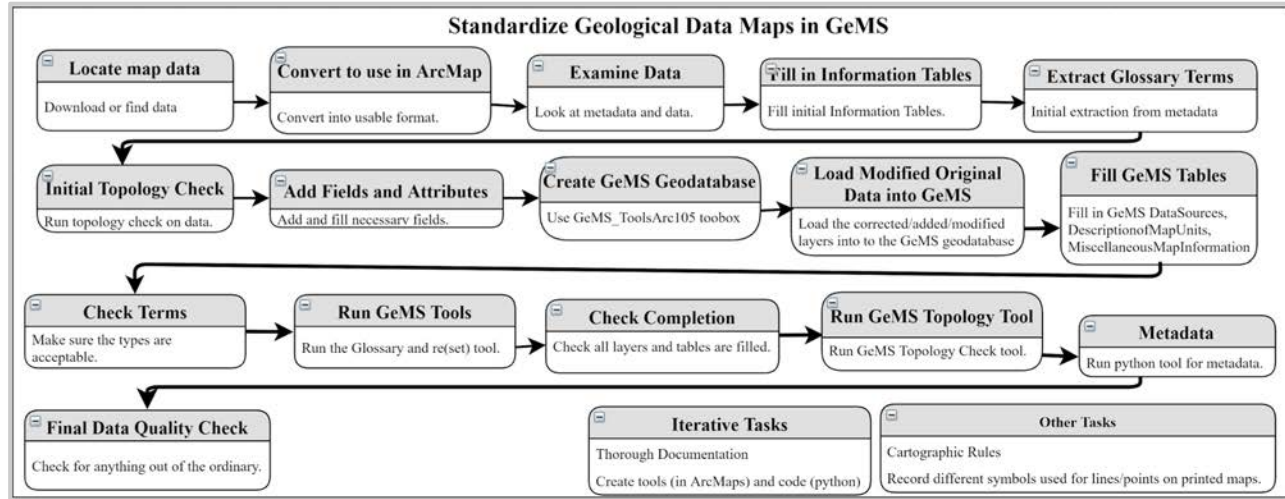 Standardize Geological Data Maps in GeMS
Locate map data
Download or find data
Convert to use in ArcMap
Convert into usable format.
Examine Data
Look at metadata and data.
Fill in Information Tables
Fill initial Information Tables.
Extract Glossary Terms
Initial extraction from metadata
Initial Topology Check
Run topology check on data.
Add Fields and Attributes
Add and fill necessary fields.
Create GeMS Geodatabase
Use GeMS_ToolsArc105 toobox
Load Modified Original
Data into GeMS
Load the corrected/added/modified
layers into to the GeMS geodatabase
Fill GeMS Tables
Fill in GeMS DataSources,
DescriptionofMapUnits,
MiscellaneousMapInformation
Check Terms
Make sure the types are
acceptable.
Run GeMS Tools
Run the Glossary and re(set) tool.
Check Completion
Check all layers and tables are filled.
Run GeMS Topology Tool
Run GeMS Topology Check tool.
Metadata
Run python tool for metadata.
Final Data Quality Check
Check for anything out of the ordinary.
Iterative Tasks
Thorough Documentation
Create tools (in ArcMaps) and code (python)
Other Tasks
Cartographic Rules
Record different symbols used for lines/points on printed maps.